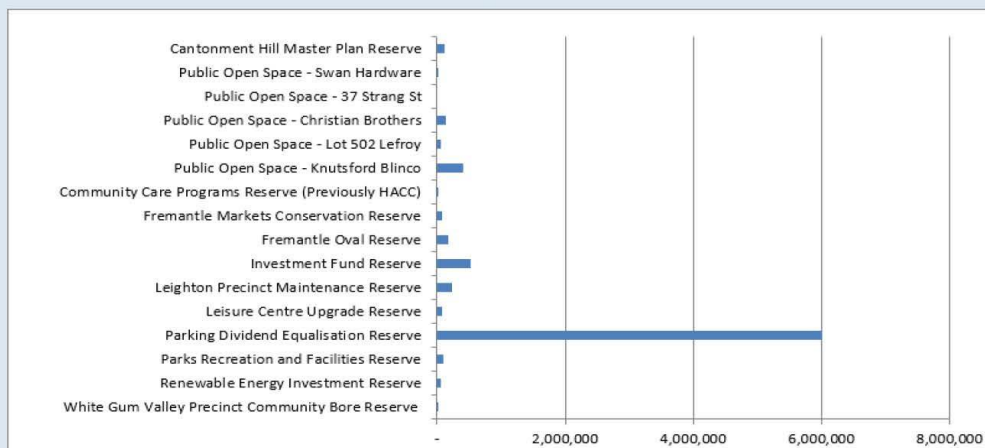 Cantonment Hill Master Plan Reserve
Public Open Space - Swan Hardware
Public Open Space - 37 Strang St
Public Open Space - Christian Brothers
Public Open Space - Lot 502 Lefroy
Public Open Space - Knutsford Blinco
Community Care Programs Reserve (Previously HACC)
Fremantle Markets Conservation Reserve
Fremantle Oval Reserve
Investment Fund Reserve
Leighton Precinct Maintenance Reserve
Leisure Centre Upgrade Reserve
Parking Dividend Equalisation Reserve
Parks Recreation and Facilities Reserve
Renewable Energy Investment Reserve
White Gum Valley Precinct Community Bore Reserve
- 2,000,000 4,000,000 6,000,000 8,000,000